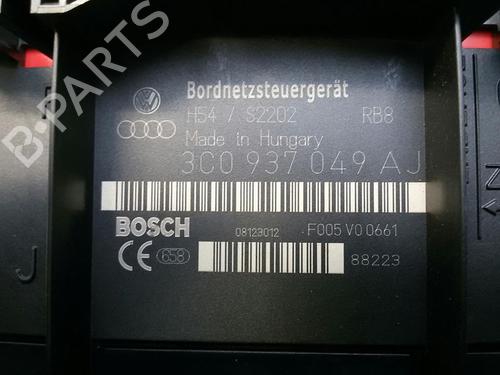 B-PARTS
Bordnetzsteuergerät
H54 / S2202 RB8
Made in Hungary
3C0 937 049 AJ
BOSCH 08123012 F005 V0 0661
CE 658 88223
J
N